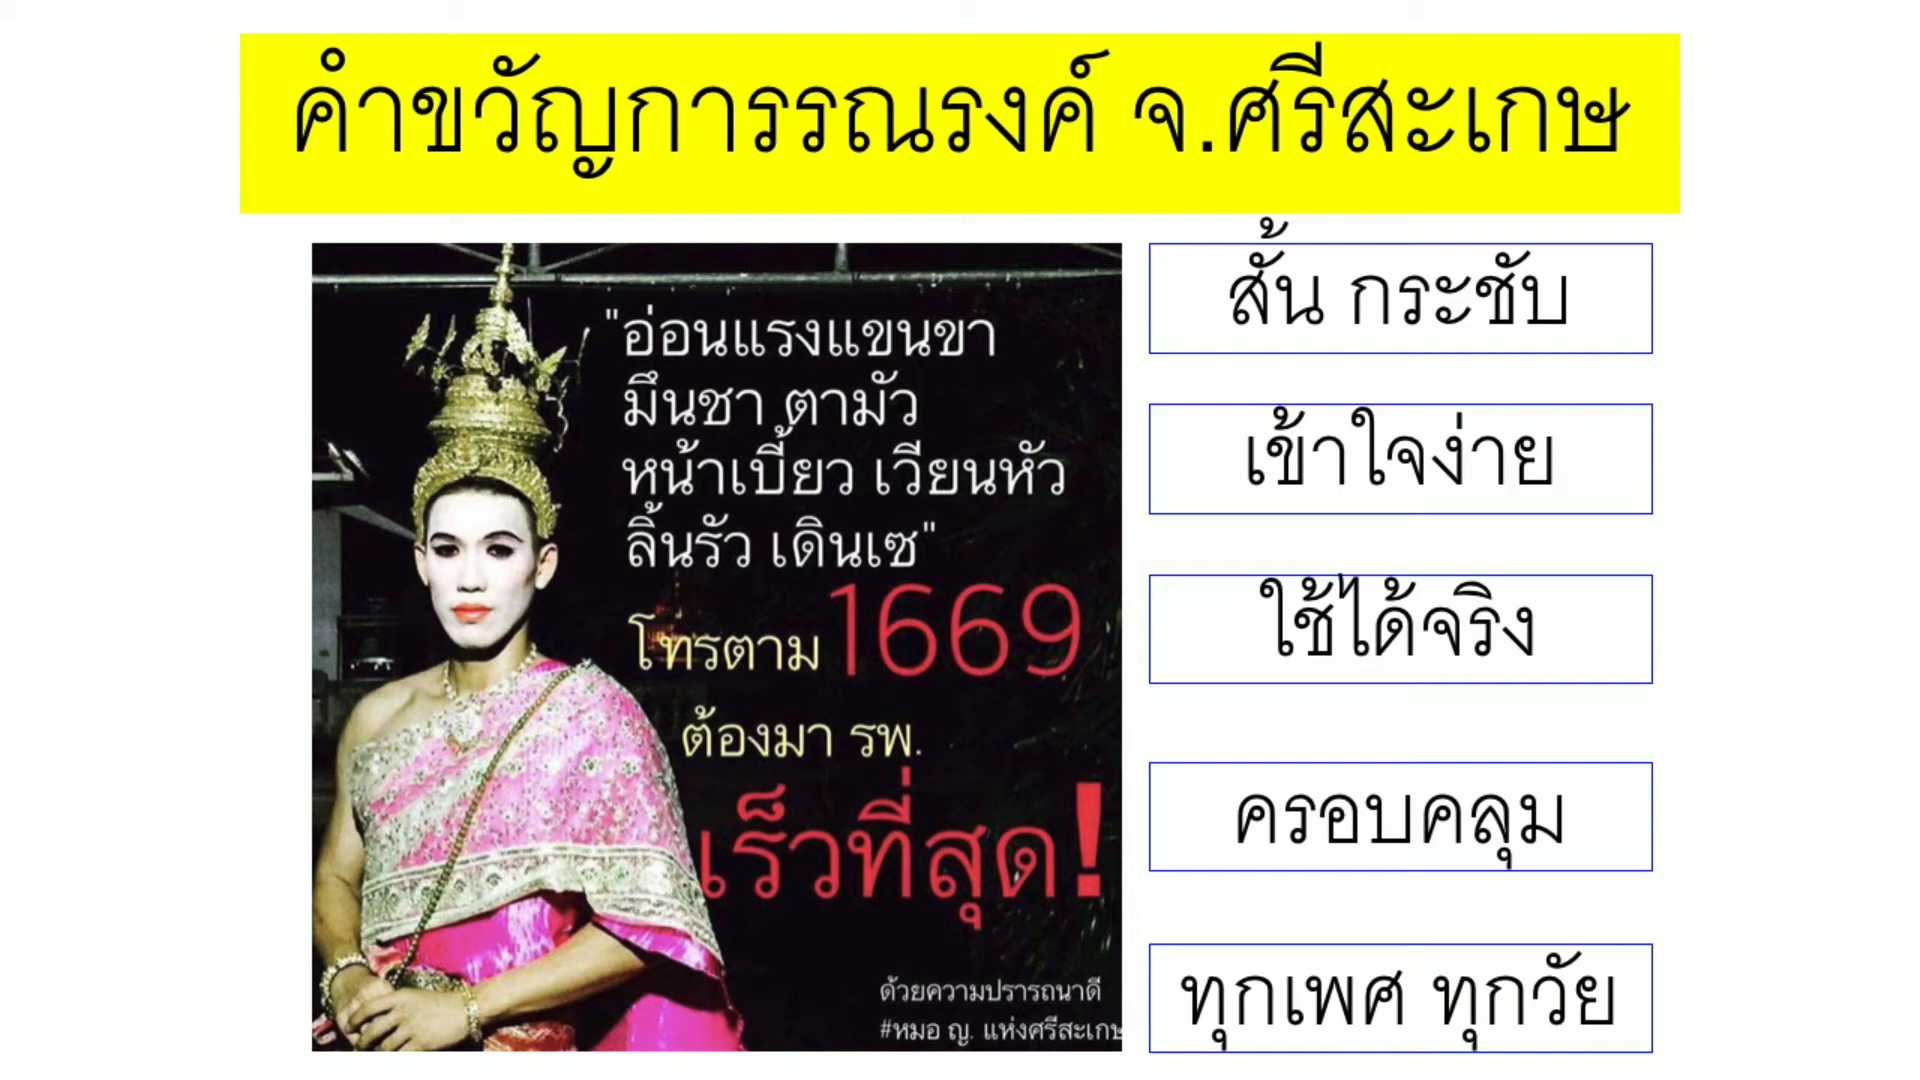 คำขวัญการรณรงค์ จ.ศรีสะเกษ
"อ่อนแรงแขนขา
มึนชา ตามัว
หน้าเบี้ยว เวียนหัว
ลิ้นรัว เดินเซ"
โทรตาม 1669
ต้องมา รพ.
เร็วที่สุด!
ด้วยความปรารถนาดี
#หมอ ญ. แห่งศรีสะเกษ
สั้น กระชับ
เข้าใจง่าย
ใช้ได้จริง
ครอบคลุม
ทุกเพศ ทุกวัย